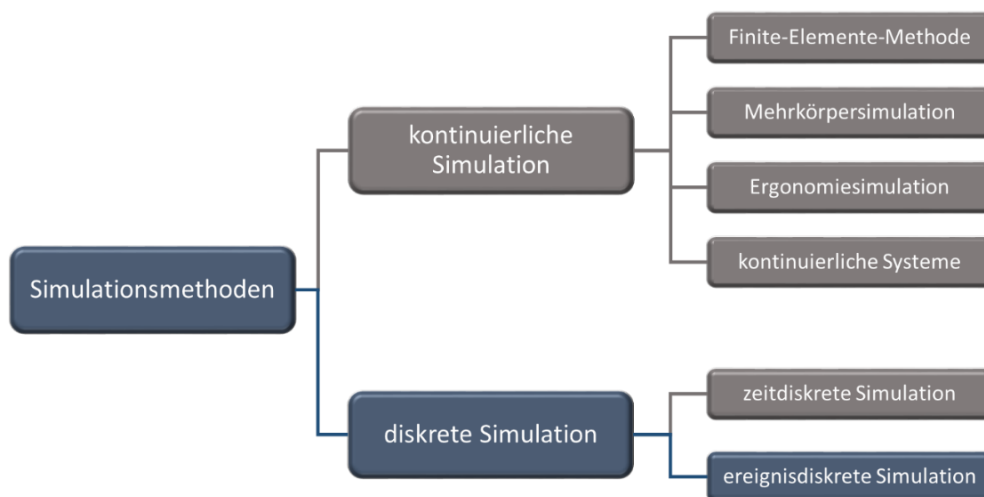 Simulationsmethoden
kontinuierliche
Simulation
Finite-Elemente-Methode
Mehrkörpersimulation
Ergonomiesimulation
kontinuierliche Systeme
diskrete Simulation
zeitdiskrete Simulation
ereignisdiskrete Simulation